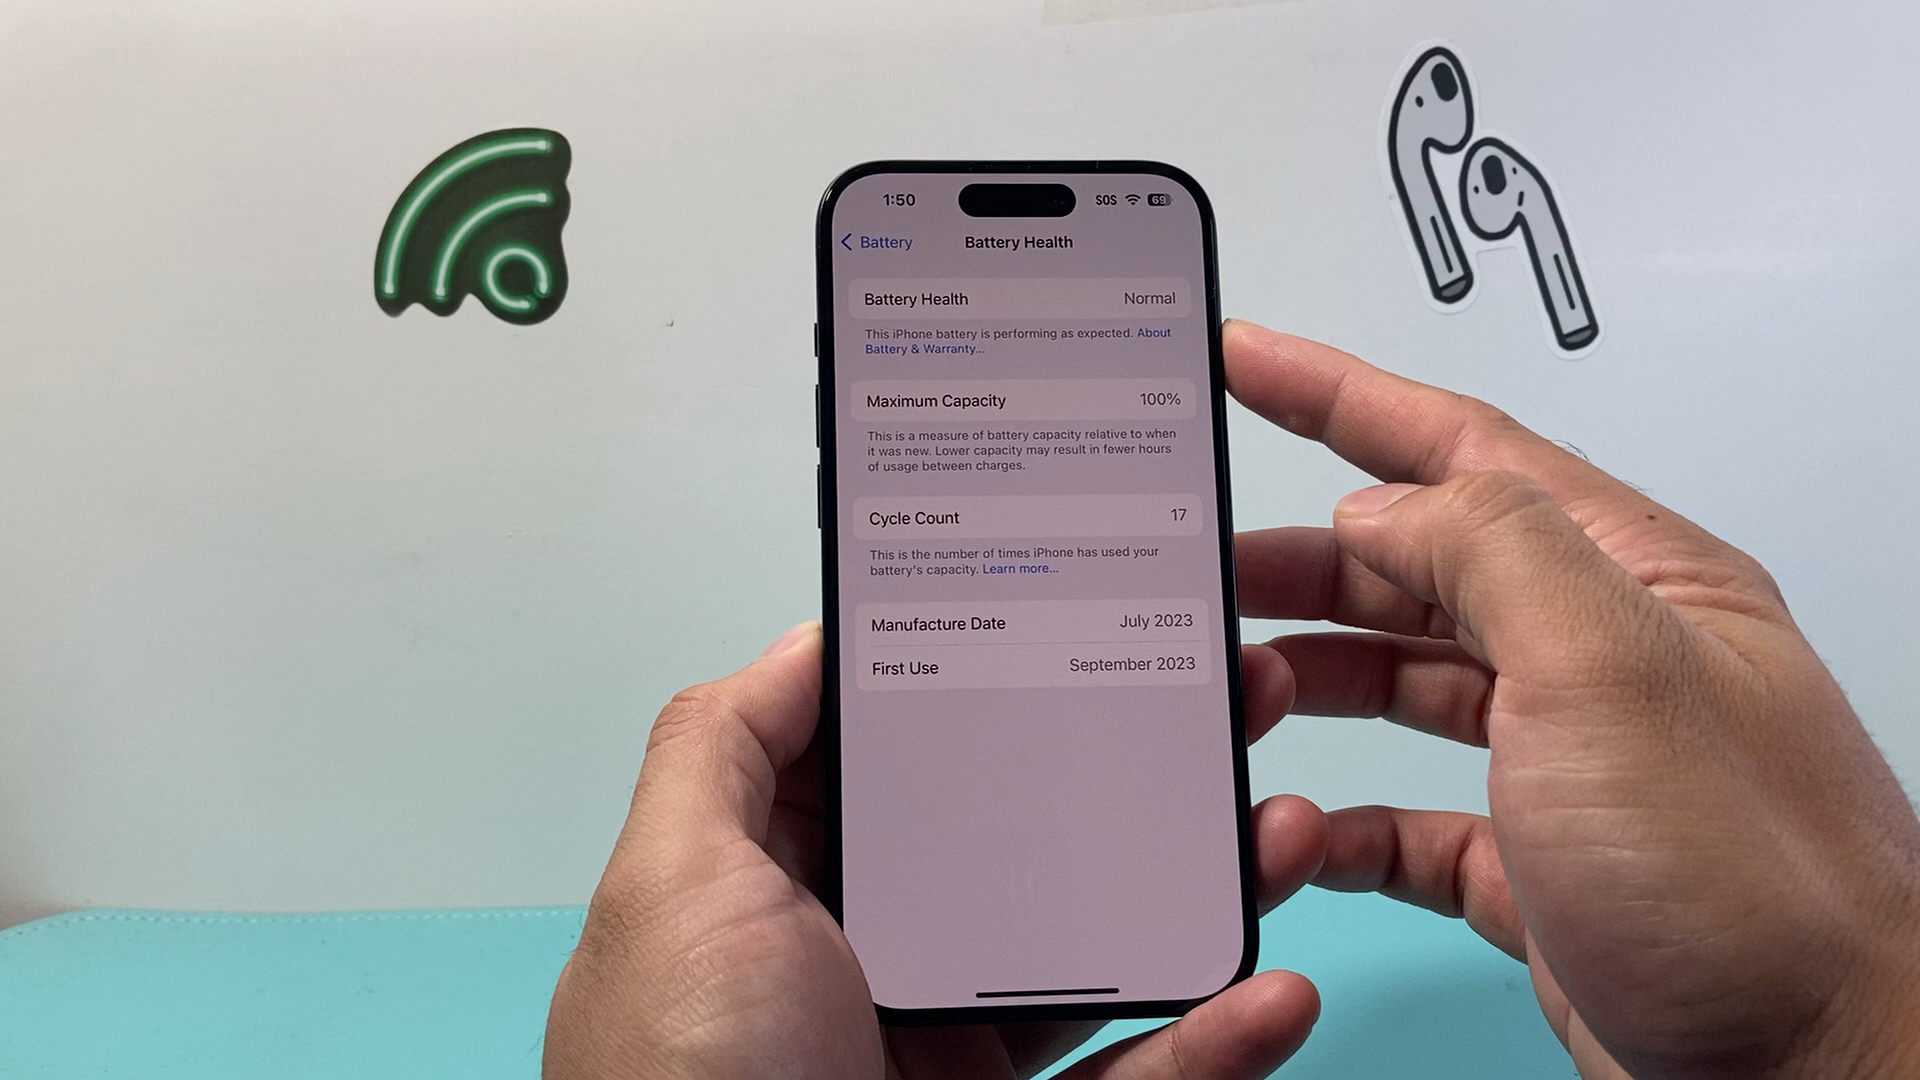 1:50 SOS 69
Battery Battery Health
Battery Health Normal
This iPhone battery is performing as expected. About
Battery & Warranty...
Maximum Capacity 100%
This is a measure of battery capacity relative to when
it was new. Lower capacity may result in fewer hours
of usage between charges.
Cycle Count 17
This is the number of times iPhone has used your
battery's capacity. Learn more...
Manufacture Date July 2023
First Use September 2023